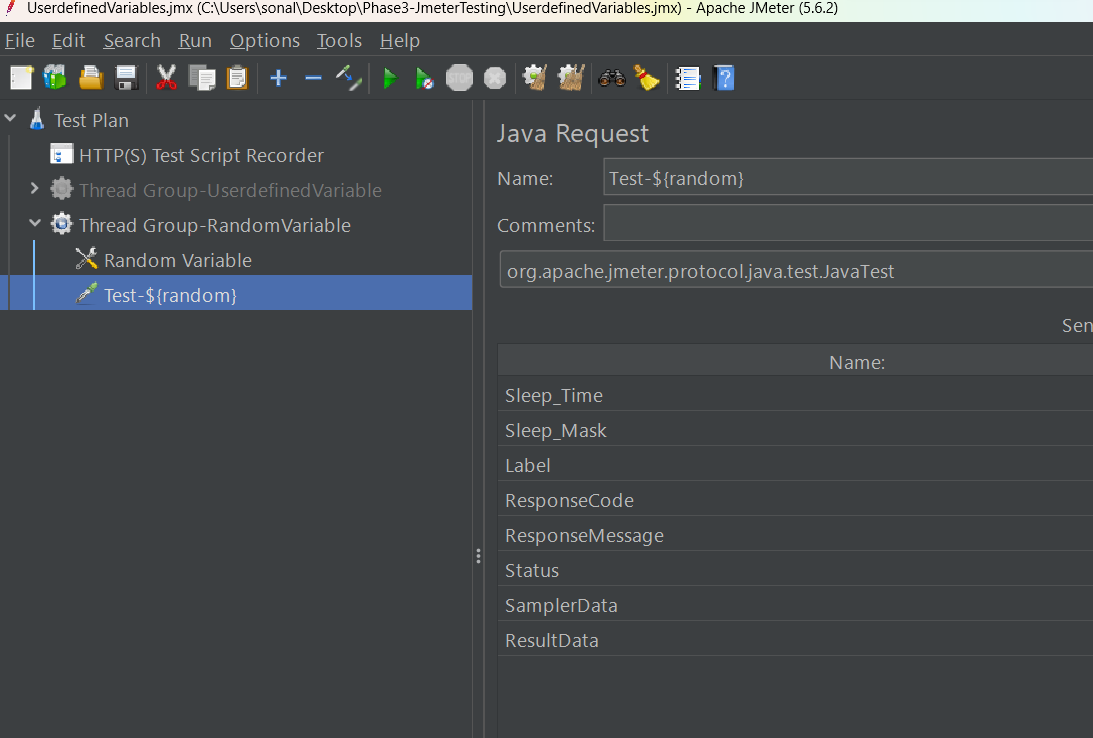 UserdefinedVariables.jmx (C:\Users\sonal\Desktop\Phase3-JmeterTesting\UserdefinedVariables.jmx) - Apache JMeter (5.6.2)
File Edit Search Run Options Tools Help
STOP
Test Plan
HTTP(S) Test Script Recorder
Thread Group-UserdefinedVariable
Thread Group-RandomVariable
Random Variable
Test-${random}
Java Request
Name: Test-${random}
Comments:
org.apache.jmeter.protocol.java.test.JavaTest
Sen
Name:
Sleep_Time
Sleep_Mask
Label
ResponseCode
ResponseMessage
Status
SamplerData
ResultData